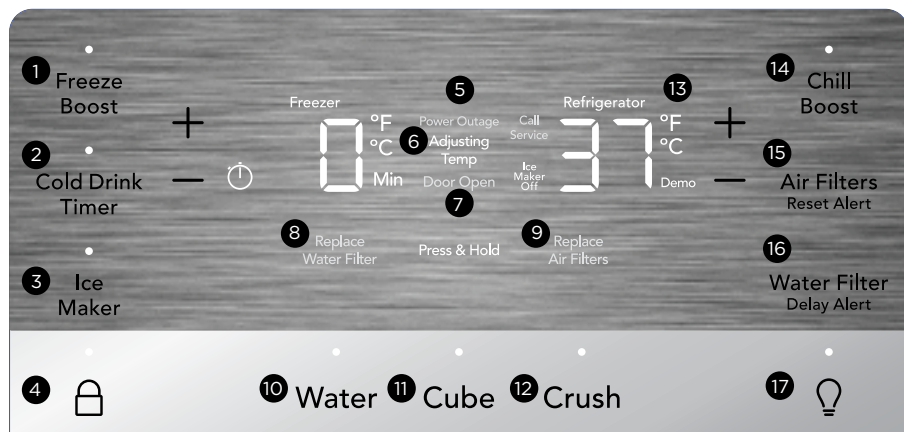 1 Freeze
Boost
2 Cold Drink
Timer
3 Ice
Maker
4
Freezer
0 °F
°C
Min
5
Power Outage
6 Adjusting
Temp
Door Open
7
Call
Service
Ice
Maker
Off
Refrigerator 13
37 °F
°C
Demo
8 Replace
Water Filter
Press & Hold
9 Replace
Air Filters
10 Water
11 Cube
12 Crush
14 Chill
Boost
15
Air Filters
Reset Alert
16
Water Filter
Delay Alert
17